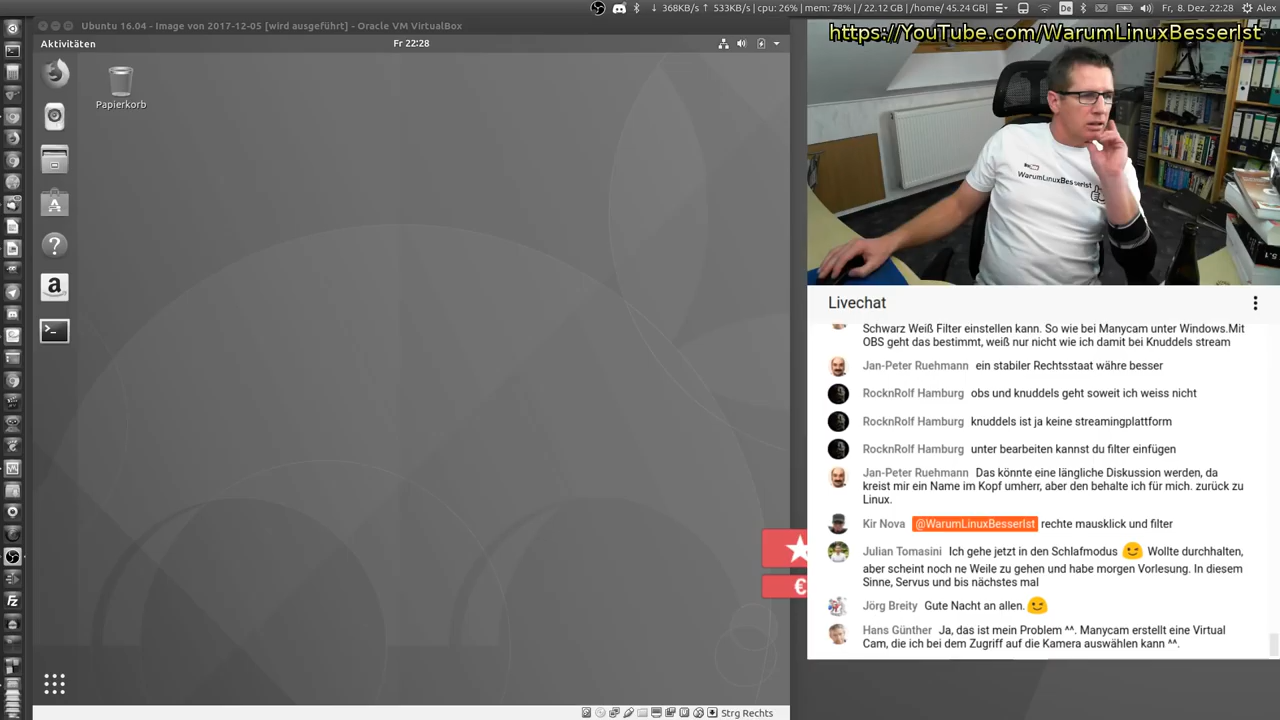 368KB/s 533KB/s cpu: 26% mem: 78% // 22.12 GB /home/ 45.24 GB De Fr, 8. Dez, 22:28 Alex
Ubuntu 16.04 - Image von 2017-12-05 [wird ausgeführt] - Oracle VM VirtualBox
Aktivitäten
Fr 22:28
Papierkorb
a
?
>_
Fz
€
Strg Rechts
https://YouTube.com/WarumLinuxBesserIst
WarumLinuxBesserIst
5.1
Livechat
Schwarz Weiß Filter einstellen kann. So wie bei Manycam unter Windows.Mit
OBS geht das bestimmt, weiß nur nicht wie ich damit bei Knuddels stream
Jan-Peter Ruehmann ein stabiler Rechtsstaat währe besser
RocknRolf Hamburg obs und knuddels geht soweit ich weiss nicht
RocknRolf Hamburg knuddels ist ja keine streamingplattform
RocknRolf Hamburg unter bearbeiten kannst du filter einfügen
Jan-Peter Ruehmann Das könnte eine längliche Diskussion werden, da
kreist mir ein Name im Kopf umherr, aber den behalte ich für mich. zurück zu
Linux.
Kir Nova @WarumLinuxBesserIst rechte mausklick und filter
Julian Tomasini Ich gehe jetzt in den Schlafmodus 😉 Wollte durchhalten,
aber scheint noch ne Weile zu gehen und habe morgen Vorlesung. In diesem
Sinne, Servus und bis nächstes mal
Jörg Breity Gute Nacht an allen. 😉
Hans Günther Ja, das ist mein Problem ^^. Manycam erstellt eine Virtual
Cam, die ich bei dem Zugriff auf die Kamera auswählen kann ^^.